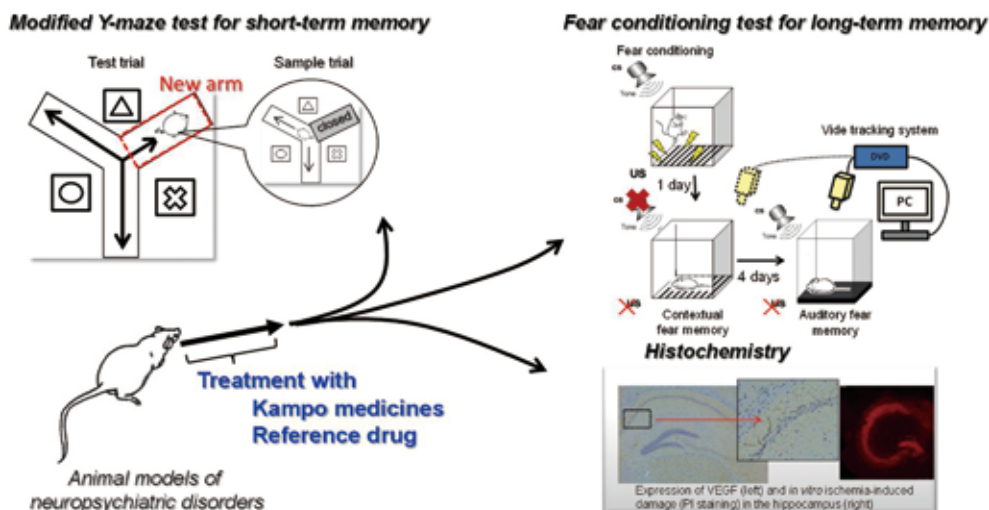 Modified Y-maze test for short-term memory
Test trial
New arm
Sample trial
closed
Treatment with
Kampo medicines
Reference drug
Animal models of
neuropsychiatric disorders
Fear conditioning test for long-term memory
Fear conditioning
cs
Tone
US
1 day
cs
Tone
US
Contextual
fear memory
4 days
cs
Tone
US
Auditory fear
memory
Vide tracking system
DVD
PC
Histochemistry
Expression of VEGF (left) and in vitro ischemia-induced
damage (PI staining) in the hippocampus (right)